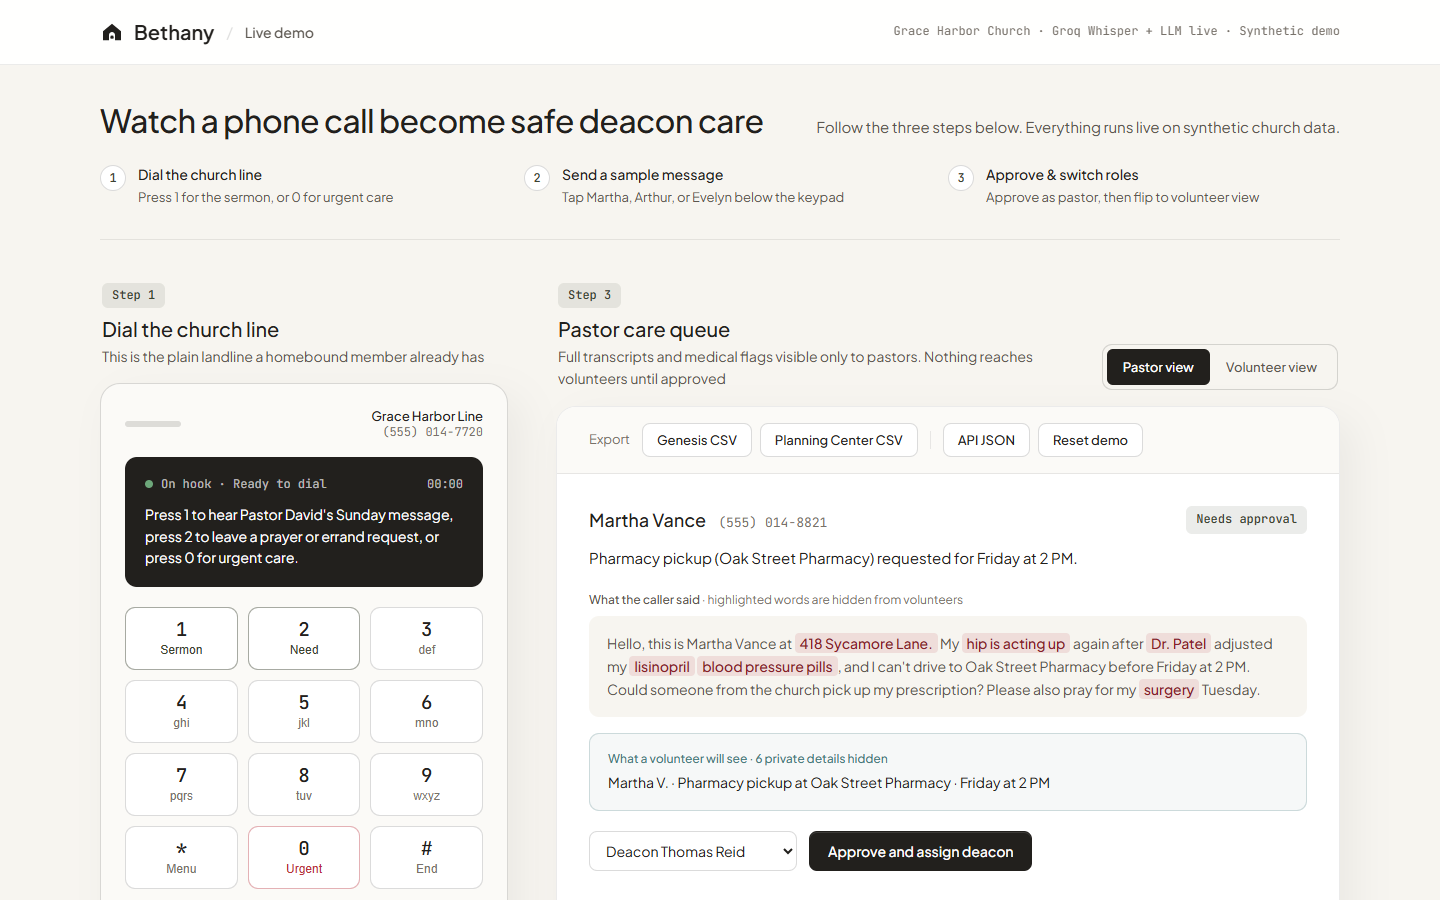 Bethany / Live demo
Grace Harbor Church · Groq Whisper + LLM live · Synthetic demo
Watch a phone call become safe deacon care
Follow the three steps below. Everything runs live on synthetic church data.
1 Dial the church line
Press 1 for the sermon, or 0 for urgent care
2 Send a sample message
Tap Martha, Arthur, or Evelyn below the keypad
3 Approve & switch roles
Approve as pastor, then flip to volunteer view
Step 1
Dial the church line
This is the plain landline a homebound member already has
Grace Harbor Line
(555) 014-7720
On hook · Ready to dial 00:00
Press 1 to hear Pastor David's Sunday message,
press 2 to leave a prayer or errand request, or
press 0 for urgent care.
1 2 3
Sermon Need def
4 5 6
ghi jkl mno
7 8 9
pqrs tuv wxyz
* 0 #
Menu Urgent End
Step 3
Pastor care queue
Full transcripts and medical flags visible only to pastors. Nothing reaches
volunteers until approved
Pastor view Volunteer view
Export Genesis CSV Planning Center CSV API JSON Reset demo
Martha Vance (555) 014-8821 Needs approval
Pharmacy pickup (Oak Street Pharmacy) requested for Friday at 2 PM.
What the caller said · highlighted words are hidden from volunteers
Hello, this is Martha Vance at 418 Sycamore Lane. My hip is acting up again after Dr. Patel adjusted
my lisinopril blood pressure pills, and I can't drive to Oak Street Pharmacy before Friday at 2 PM.
Could someone from the church pick up my prescription? Please also pray for my surgery Tuesday.
What a volunteer will see · 6 private details hidden
Martha V. · Pharmacy pickup at Oak Street Pharmacy · Friday at 2 PM
Deacon Thomas Reid Approve and assign deacon